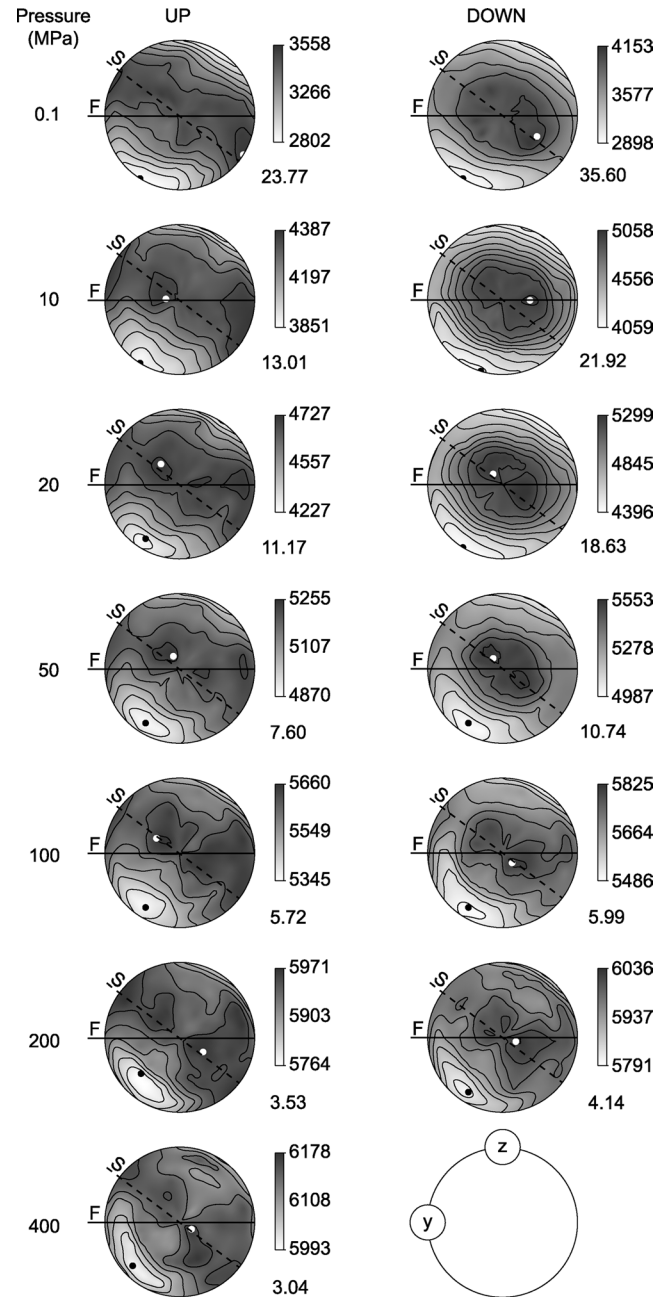 Pressure UP DOWN
(MPa)
S 3558 S 4153
F 3266 F 3577
0.1
2802 2898
23.77 35.60
S 4387 S 5058
10 F 4197 F 4556
3851 4059
13.01 21.92
S 4727 S 5299
20 F 4557 F 4845
4227 4396
11.17 18.63
S 5255 S 5553
50 F 5107 F 5278
4870 4987
7.60 10.74
S 5660 S 5825
100 F 5549 F 5664
5345 5486
5.72 5.99
S 5971 S 6036
200 F 5903 F 5937
5764 5791
3.53 4.14
S 6178 z
400 F 6108 y
5993
3.04